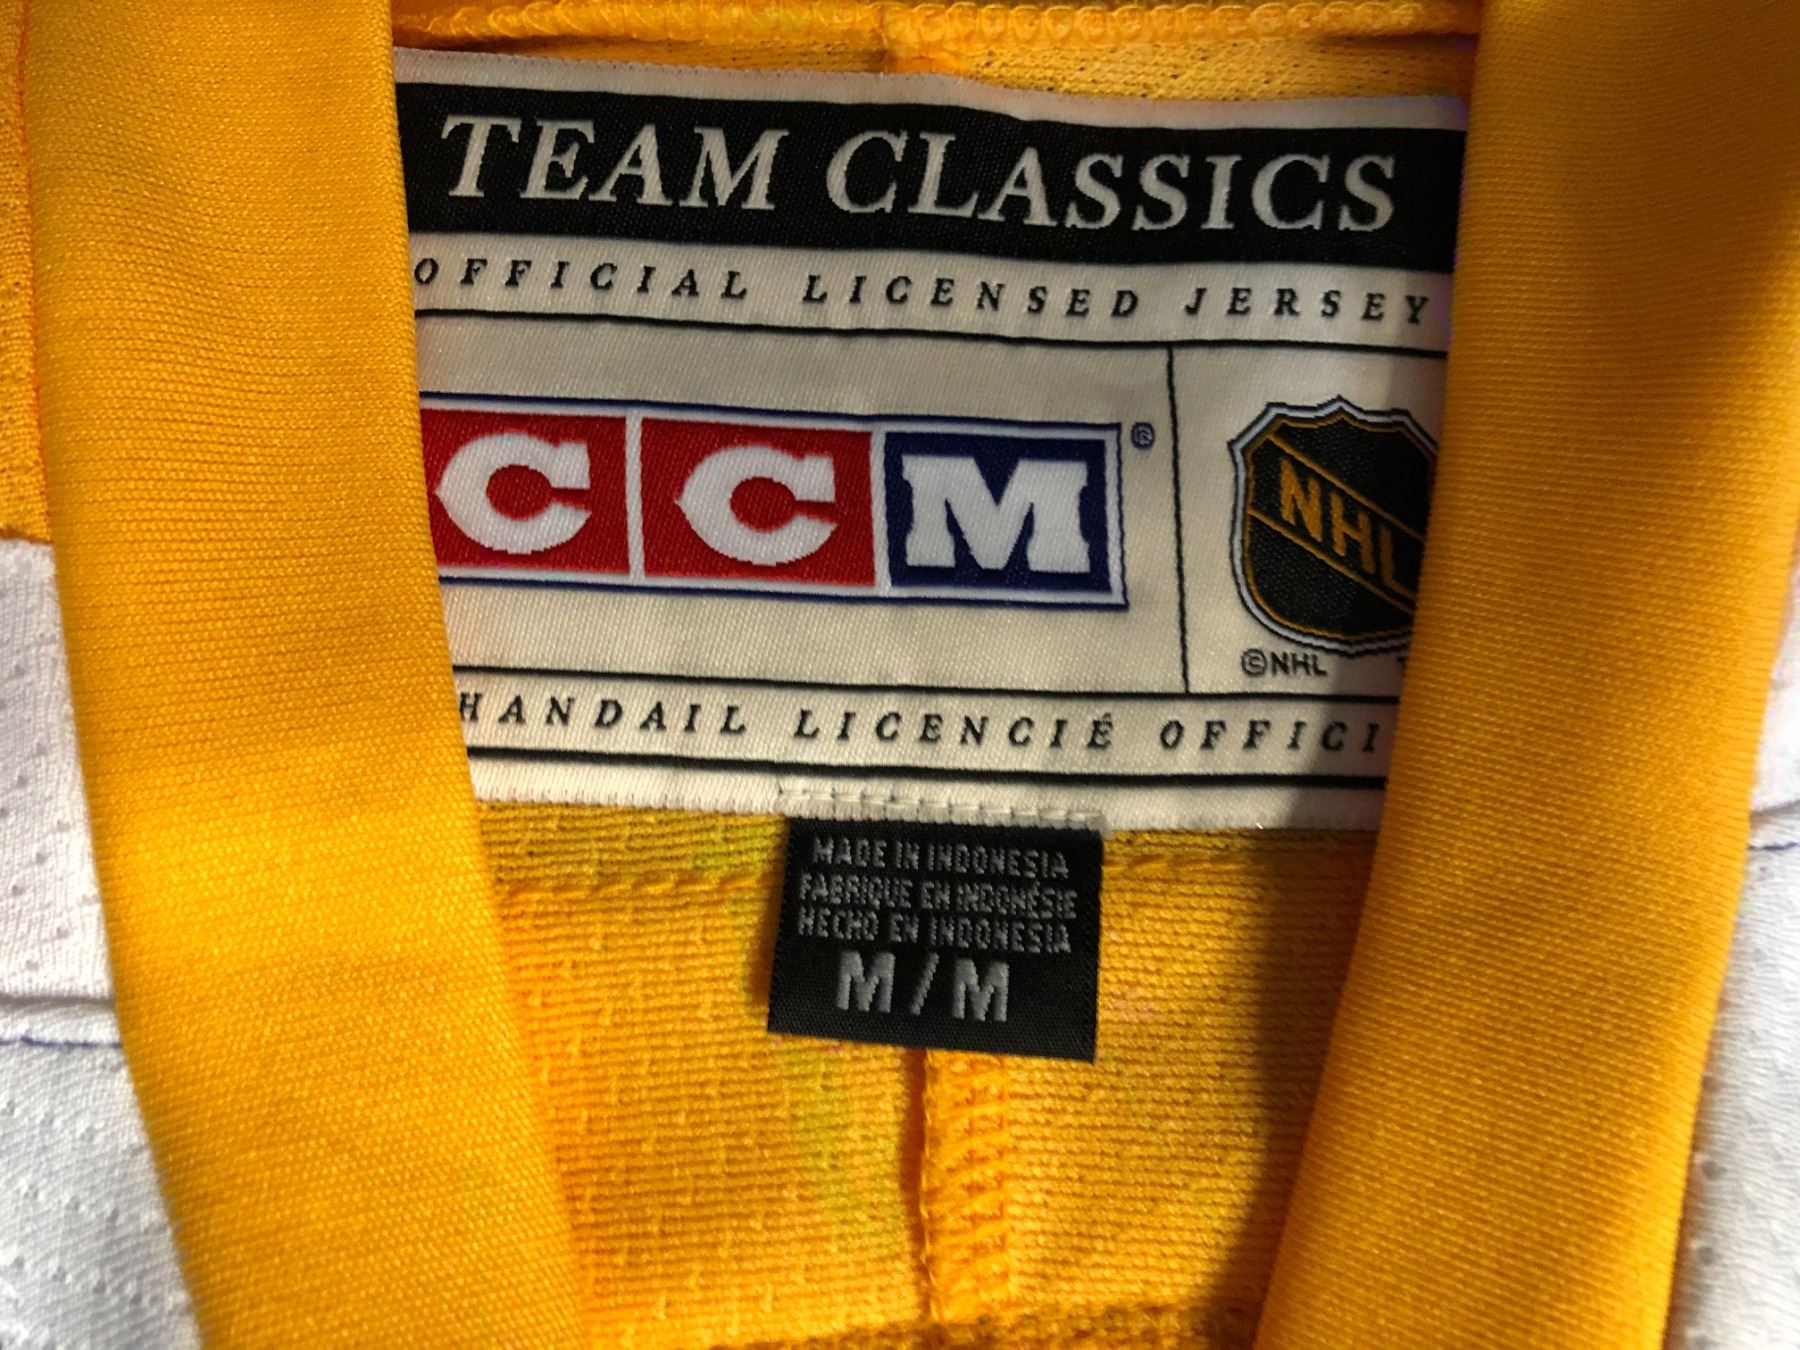 TEAM CLASSICS
OFFICIAL LICENSED JERSEY
CCM®
NHL
©NHL
HANDAIL LICENCIÉ OFFICI
MADE IN INDONESIA
FABRIQUE EN INDONÉSIE
HECHO EN INDONESIA
M/M